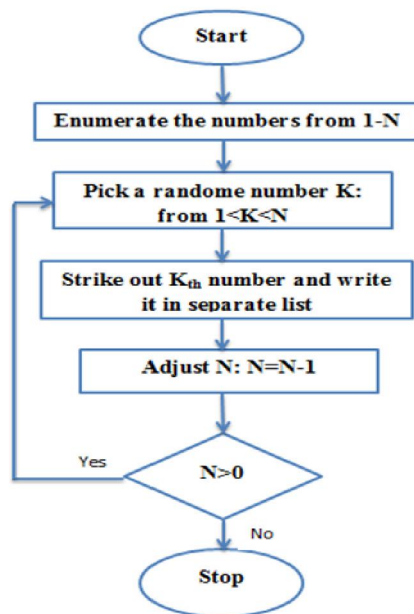 Start
Enumerate the numbers from 1-N
Pick a randome number K:
from 1<K<N
Strike out Kth number and write
it in separate list
Adjust N: N=N-1
N>0
Yes
No
Stop